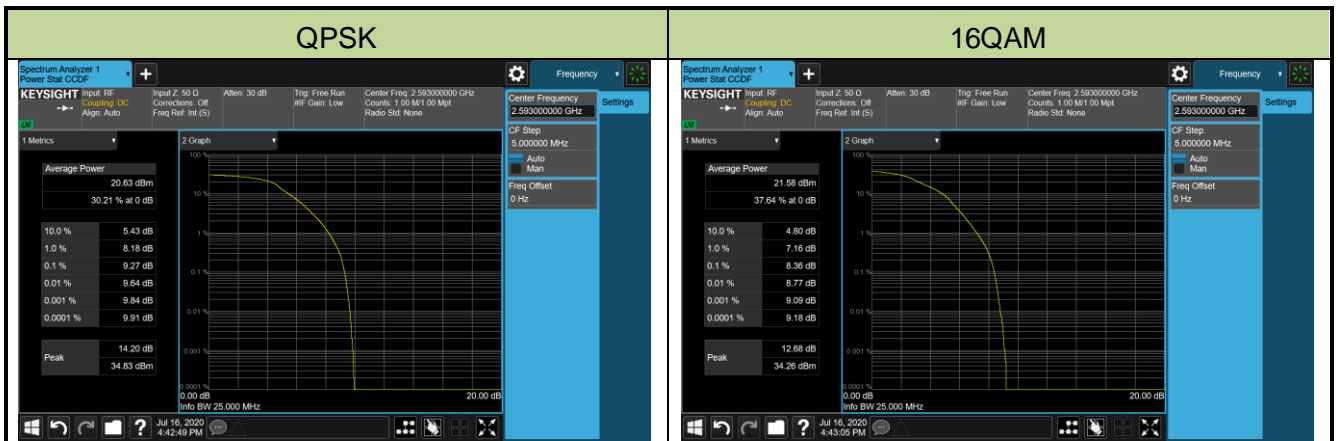 QPSK
Spectrum Analyzer 1
Power Stat CCDF
Frequency
KEYSIGHT
Input: RF
Coupling: DC
Align: Auto
Input Z: 50 Ω
Corrections: Off
Freq Ref: Int (S)
Atten: 30 dB
Trig: Free Run
#IF Gain: Low
Center Freq: 2.593000000 GHz
Counts: 1.00 M/1.00 Mpt
Radio Std: None
Center Frequency
2.593000000 GHz
Settings
CF Step
5.000000 MHz
Auto
Man
Freq Offset
0 Hz
1 Metrics
2 Graph
Average Power
20.63 dBm
30.21 % at 0 dB
10.0 % 5.43 dB
1.0 % 8.18 dB
0.1 % 9.27 dB
0.01 % 9.64 dB
0.001 % 9.84 dB
0.0001 % 9.91 dB
Peak
14.20 dB
34.83 dBm
100 %
10 %
1 %
0.1 %
0.01 %
0.001 %
0.0001 %
0.00 dB 20.00 dB
Info BW 25.000 MHz
Jul 16, 2020
4:42:49 PM
16QAM
Spectrum Analyzer 1
Power Stat CCDF
Frequency
KEYSIGHT
Input: RF
Coupling: DC
Align: Auto
Input Z: 50 Ω
Corrections: Off
Freq Ref: Int (S)
Atten: 30 dB
Trig: Free Run
#IF Gain: Low
Center Freq: 2.593000000 GHz
Counts: 1.00 M/1.00 Mpt
Radio Std: None
Center Frequency
2.593000000 GHz
Settings
CF Step
5.000000 MHz
Auto
Man
Freq Offset
0 Hz
1 Metrics
2 Graph
Average Power
21.58 dBm
37.64 % at 0 dB
10.0 % 4.80 dB
1.0 % 7.16 dB
0.1 % 8.36 dB
0.01 % 8.77 dB
0.001 % 9.09 dB
0.0001 % 9.18 dB
Peak
12.68 dB
34.26 dBm
100 %
10 %
1 %
0.1 %
0.01 %
0.001 %
0.0001 %
0.00 dB 20.00 dB
Info BW 25.000 MHz
Jul 16, 2020
4:43:05 PM